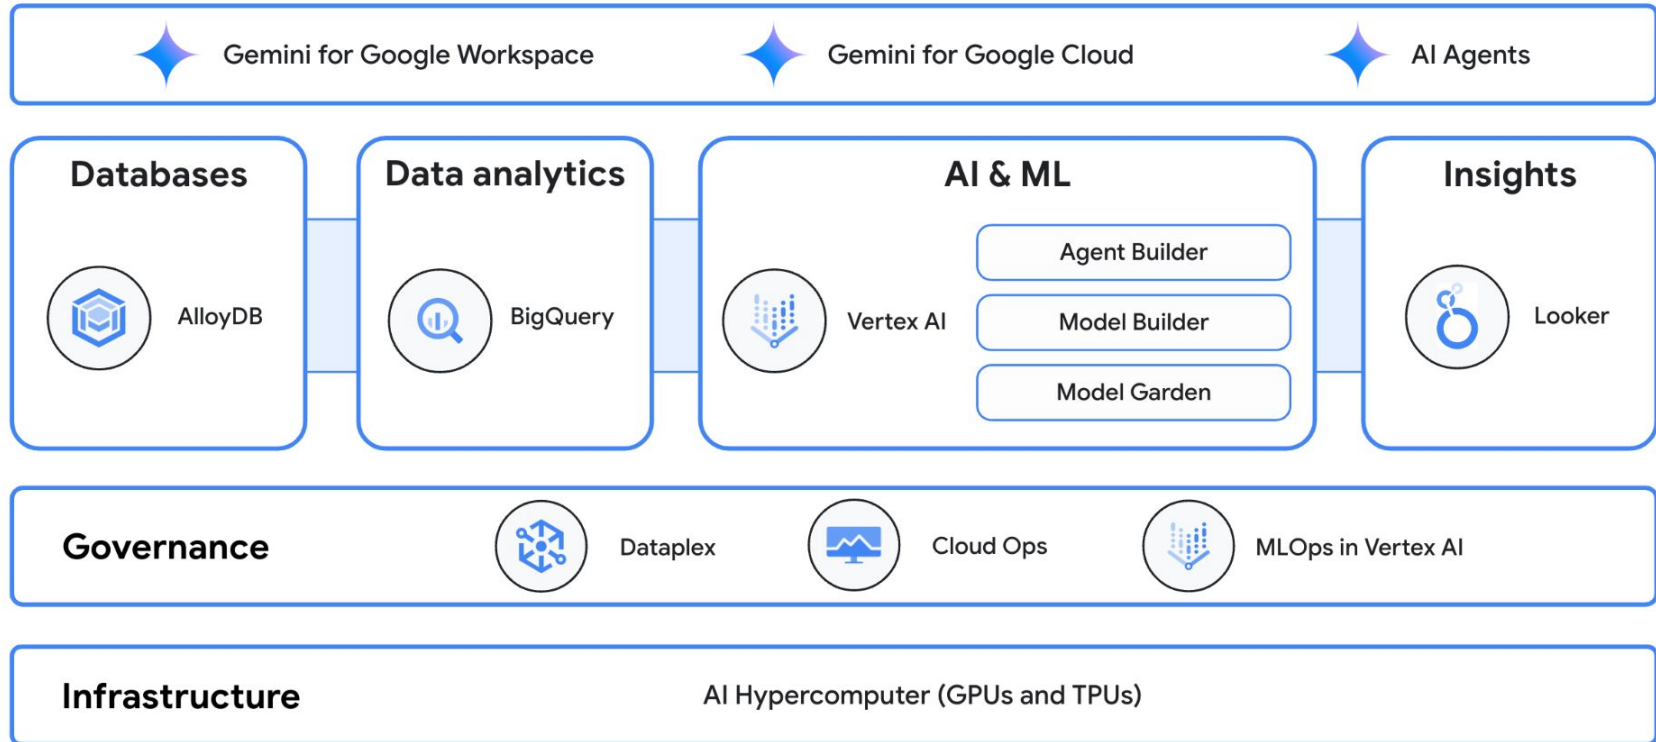 Gemini for Google Workspace
Gemini for Google Cloud
AI Agents
Databases
AlloyDB
Data analytics
BigQuery
AI & ML
Vertex AI
Agent Builder
Model Builder
Model Garden
Insights
Looker
Governance
Dataplex
Cloud Ops
MLOps in Vertex AI
Infrastructure
AI Hypercomputer (GPUs and TPUs)